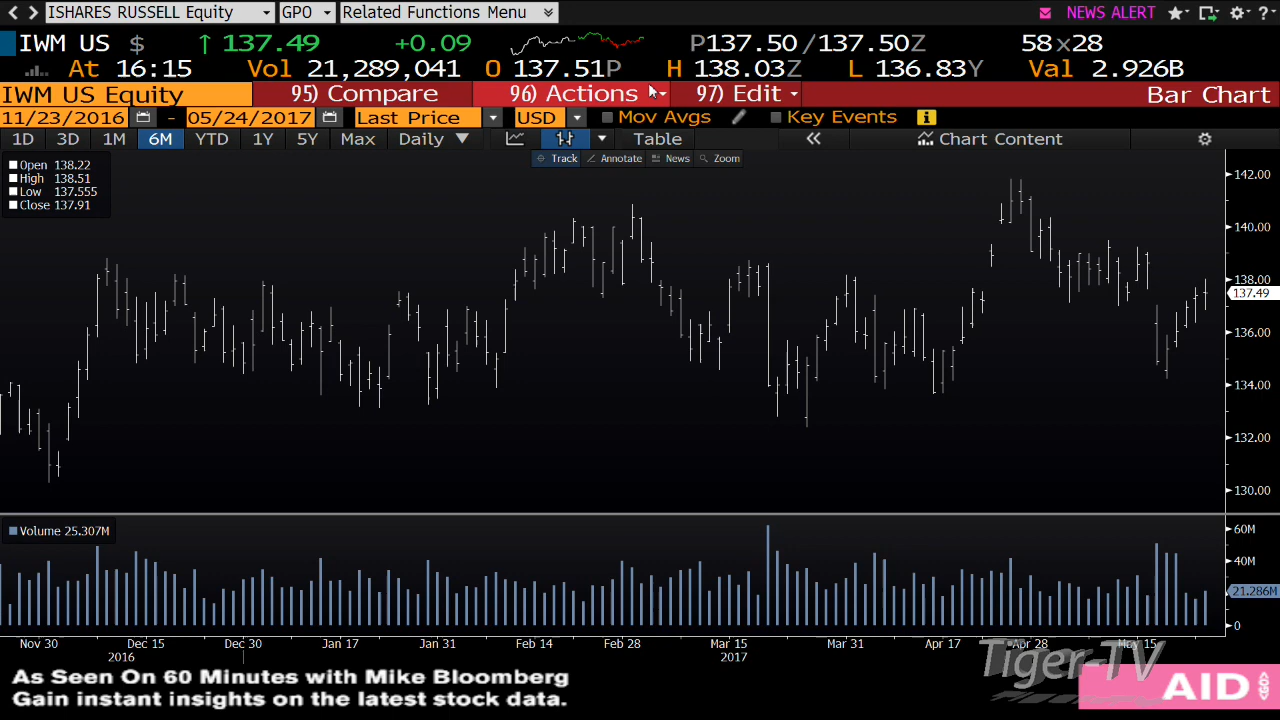 ISHARES RUSSELL Equity GPO Related Functions Menu NEWS ALERT ?
IWM US $ ↑ 137.49 +0.09 P137.50 /137.50Z 58x28
At 16:15 Vol 21,289,041 O 137.51P H 138.03Z L 136.83Y Val 2.926B
IWM US Equity 95) Compare 96) Actions 97) Edit Bar Chart
11/23/2016 - 05/24/2017 Last Price USD Mov Avgs Key Events i
1D 3D 1M 6M YTD 1Y 5Y Max Daily ▼ Table « Chart Content
Track Annotate News Zoom
Open 138.22
High 138.51
Low 137.555
Close 137.91
142.00
140.00
138.00
137.49
136.00
134.00
132.00
130.00
Volume 25.307M
60M
40M
21.286M
0
Nov 30 Dec 15 Dec 30 Jan 17 Jan 31 Feb 14 Feb 28 Mar 15 Mar 31 Apr 17 Apr 28 May 15
2016 2017
Tiger-TV
As Seen On 60 Minutes with Mike Bloomberg
Gain instant insights on the latest stock data.
AID